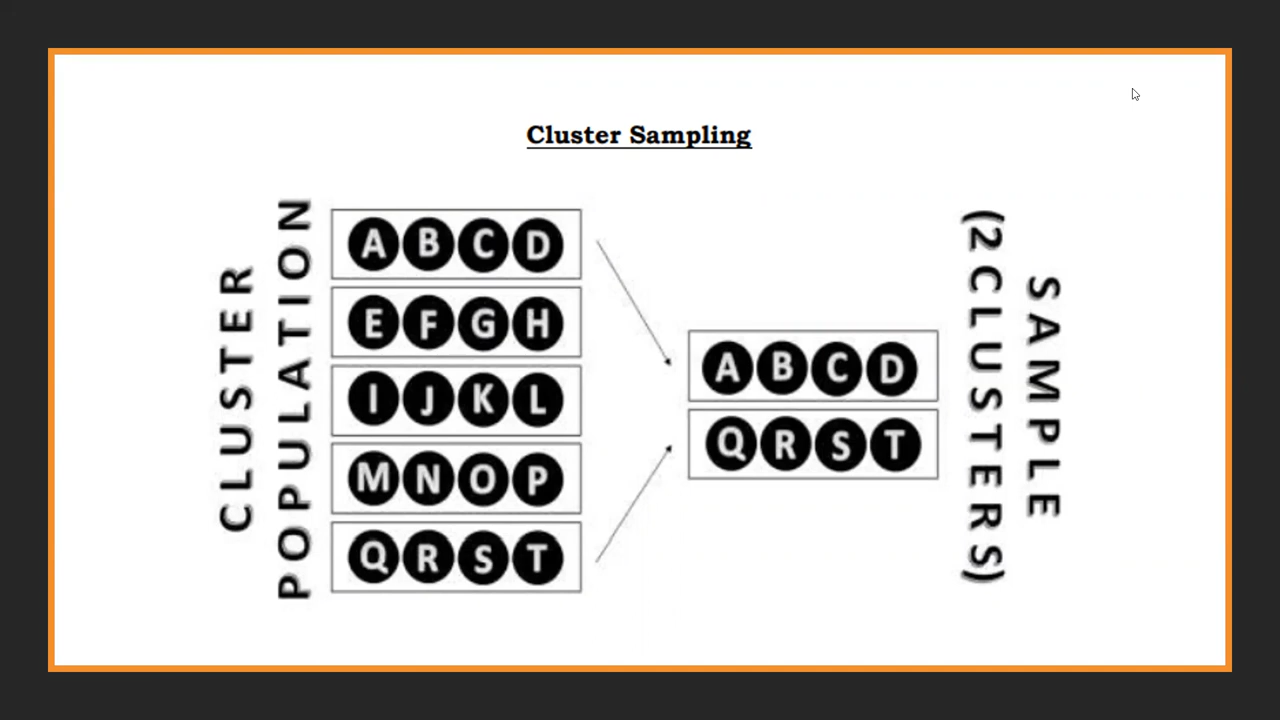 Cluster Sampling
CLUSTER
POPULATION
A B C D
E F G H
I J K L
M N O P
Q R S T
A B C D
Q R S T
SAMPLE
(2 CLUSTERS)